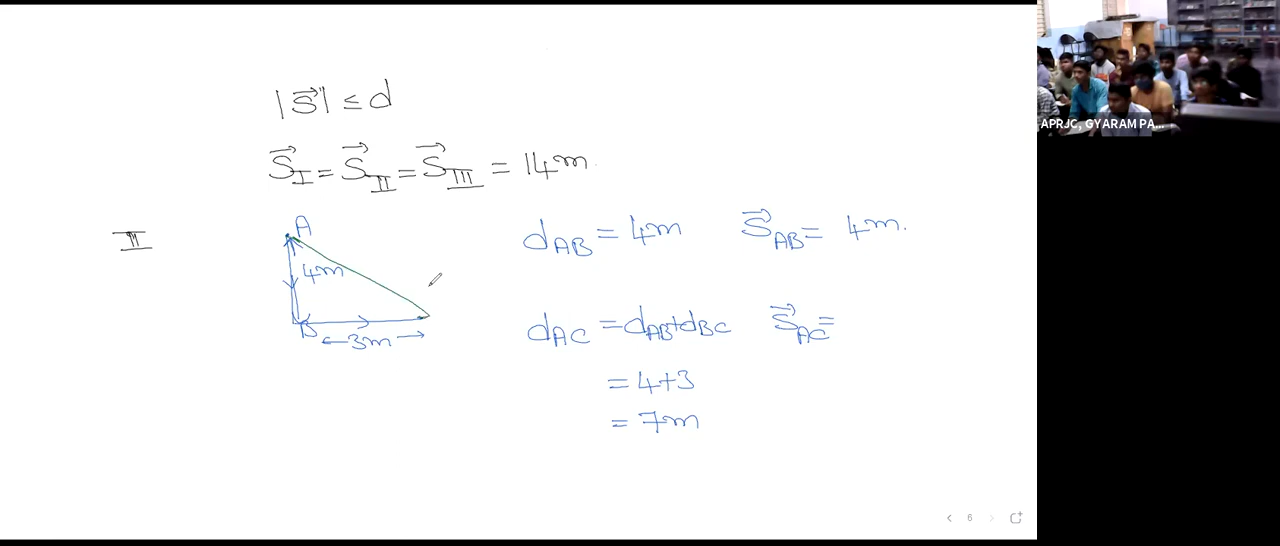 |S⃗| ≤ d
S⃗_I = S⃗_II = S⃗_III = 14m.
II
A
4m
B
←3m→
d_AB = 4m S⃗_AB = 4m.
d_AC = d_AB + d_BC S⃗_AC =
= 4+3
= 7m
APRJC, GYARAM PA...
6